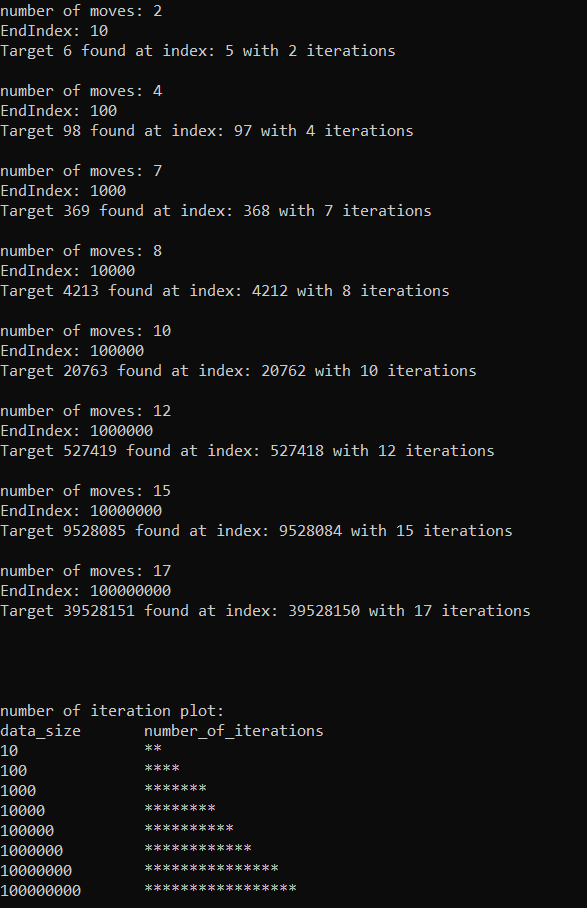 number of moves: 2
EndIndex: 10
Target 6 found at index: 5 with 2 iterations
number of moves: 4
EndIndex: 100
Target 98 found at index: 97 with 4 iterations
number of moves: 7
EndIndex: 1000
Target 369 found at index: 368 with 7 iterations
number of moves: 8
EndIndex: 10000
Target 4213 found at index: 4212 with 8 iterations
number of moves: 10
EndIndex: 100000
Target 20763 found at index: 20762 with 10 iterations
number of moves: 12
EndIndex: 1000000
Target 527419 found at index: 527418 with 12 iterations
number of moves: 15
EndIndex: 10000000
Target 9528085 found at index: 9528084 with 15 iterations
number of moves: 17
EndIndex: 100000000
Target 39528151 found at index: 39528150 with 17 iterations
number of iteration plot:
data_size       number_of_iterations
10              **
100             ****
1000            *******
10000           ********
100000          **********
1000000         ************
10000000        ***************
100000000       *****************